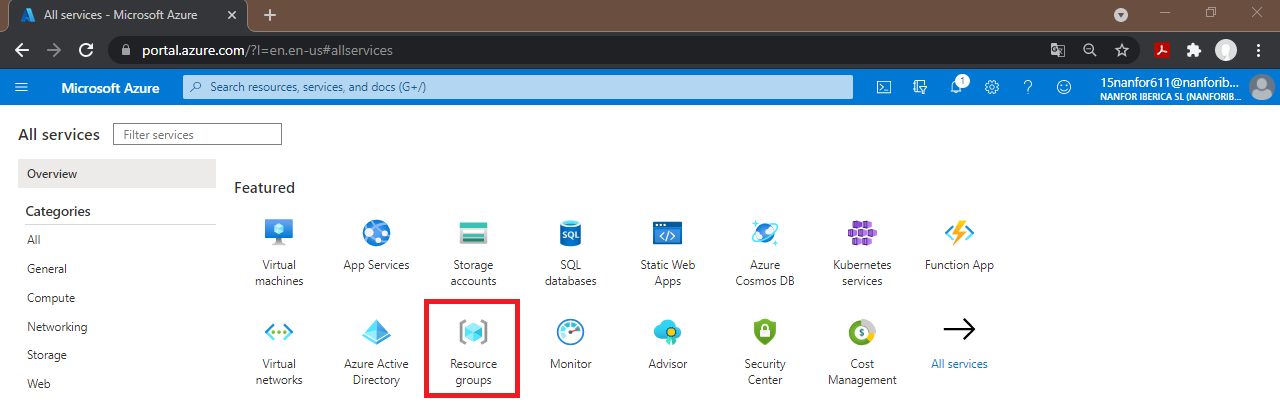 All services - Microsoft Azure
portal.azure.com/?l=en.en-us#allservices
Microsoft Azure
Search resources, services, and docs (G+/)
1
15nanfor611@nanforib...
NANFOR IBERICA SL (NANFORIB...
All services
Filter services
Overview
Categories
All
General
Compute
Networking
Storage
Web
Featured
Virtual
machines
App Services
Storage
accounts
SQL
SQL
databases
Static Web
Apps
Azure
Cosmos DB
Kubernetes
services
Function App
Virtual
networks
Azure Active
Directory
Resource
groups
Monitor
Advisor
Security
Center
$
Cost
Management
All services